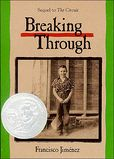 Sequel to The Circuit
Breaking
Through
Francisco Jiménez